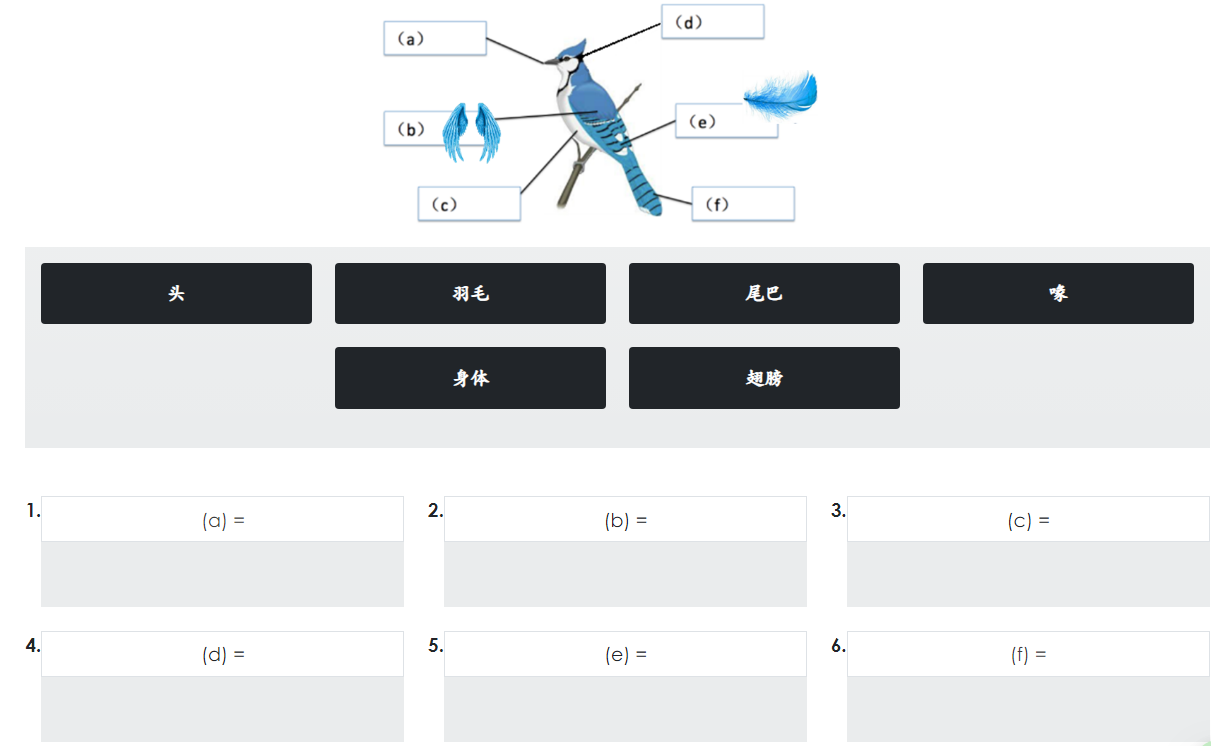 (a)
(d)
(b)
(e)
(c)
(f)
头
羽毛
尾巴
喙
身体
翅膀
1.
(a) =
2.
(b) =
3.
(c) =
4.
(d) =
5.
(e) =
6.
(f) =